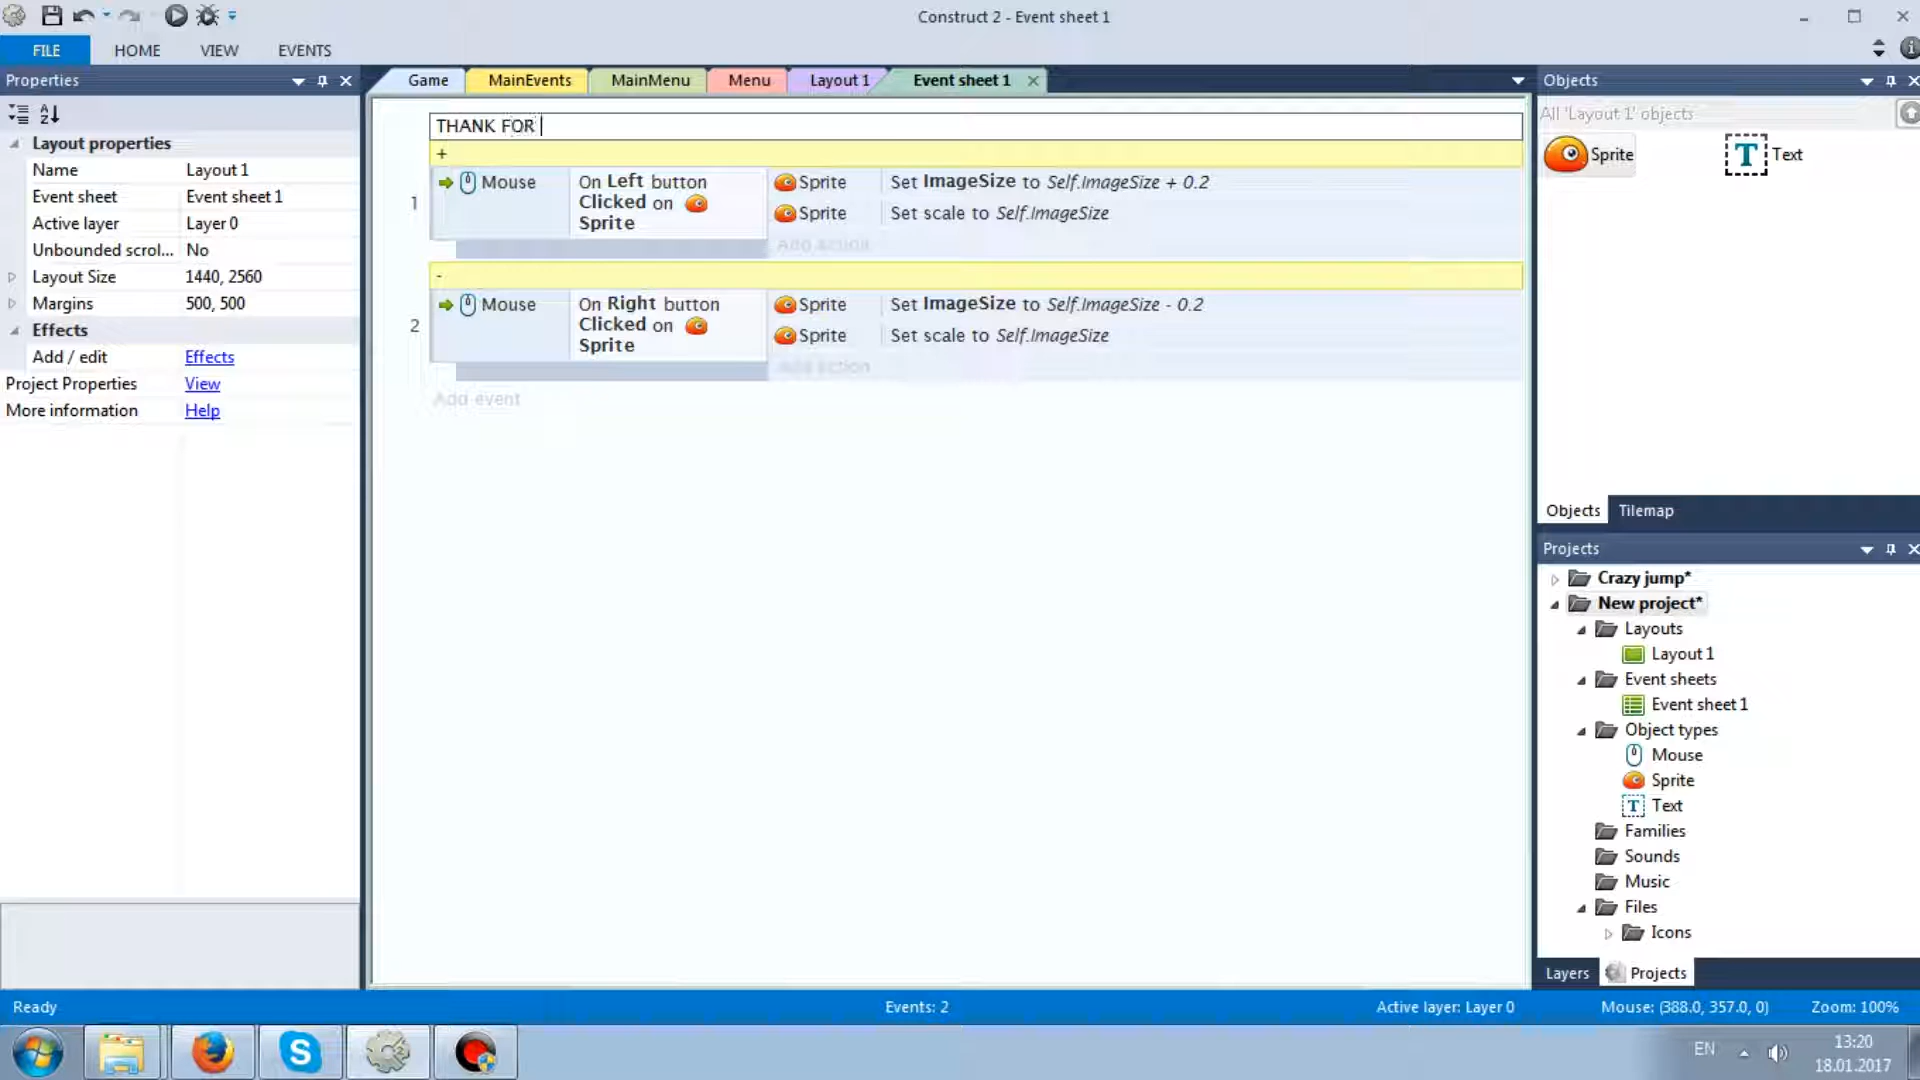 Construct 2 - Event sheet 1
FILE HOME VIEW EVENTS
Properties
Layout properties
Name Layout 1
Event sheet Event sheet 1
Active layer Layer 0
Unbounded scrol... No
Layout Size 1440, 2560
Margins 500, 500
Effects
Add / edit Effects
Project Properties View
More information Help
Game MainEvents MainMenu Menu Layout 1 Event sheet 1
THANK FOR
+
1
Mouse
On Left button
Clicked on
Sprite
Sprite Set ImageSize to Self.ImageSize + 0.2
Sprite Set scale to Self.ImageSize
Add action
-
2
Mouse
On Right button
Clicked on
Sprite
Sprite Set ImageSize to Self.ImageSize - 0.2
Sprite Set scale to Self.ImageSize
Add action
Add event
Objects
All 'Layout 1' objects
Sprite
T Text
Objects Tilemap
Projects
Crazy jump*
New project*
Layouts
Layout 1
Event sheets
Event sheet 1
Object types
Mouse
Sprite
T Text
Families
Sounds
Music
Files
Icons
Layers Projects
Ready Events: 2 Active layer: Layer 0 Mouse: (388.0, 357.0, 0) Zoom: 100%
EN
13:20
18.01.2017